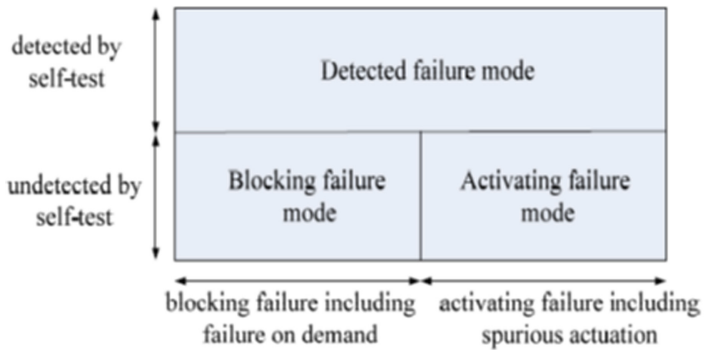 detected by
self-test
Detected failure mode
undetected by
self-test
Blocking failure
mode
Activating failure
mode
blocking failure including
failure on demand
activating failure including
spurious actuation